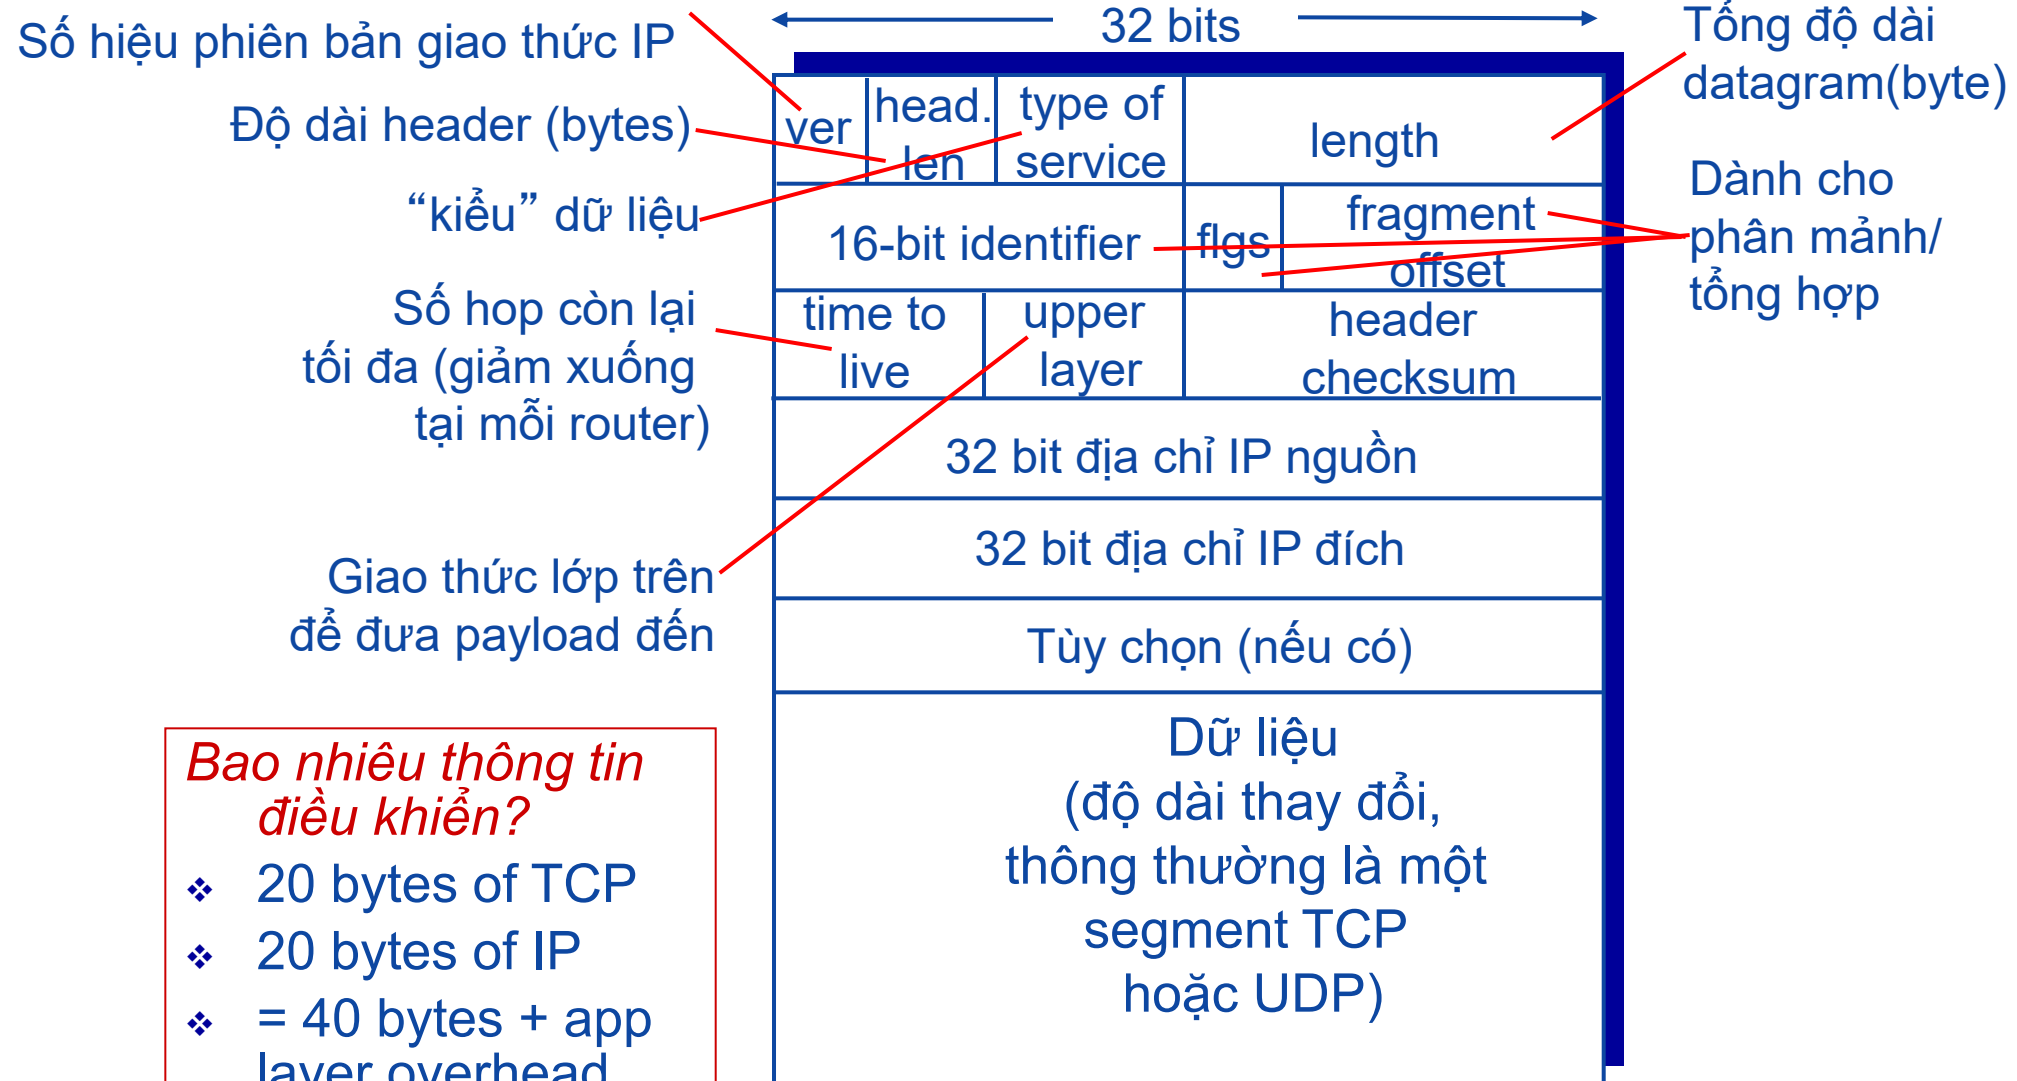 Số hiệu phiên bản giao thức IP
32 bits
Tổng độ dài
datagram(byte)
Độ dài header (bytes)
“kiểu” dữ liệu
Số hop còn lại
tối đa (giảm xuống
tại mỗi router)
Giao thức lớp trên
để đưa payload đến
ver
head.
len
type of
service
length
16-bit identifier
flgs
fragment
offset
Dành cho
phân mảnh/
tổng hợp
time to
live
upper
layer
header
checksum
32 bit địa chỉ IP nguồn
32 bit địa chỉ IP đích
Tùy chọn (nếu có)
Dữ liệu
(độ dài thay đổi,
thông thường là một
segment TCP
hoặc UDP)
Bao nhiêu thông tin
điều khiển?
❖ 20 bytes of TCP
❖ 20 bytes of IP
❖ = 40 bytes + app
layer overhead